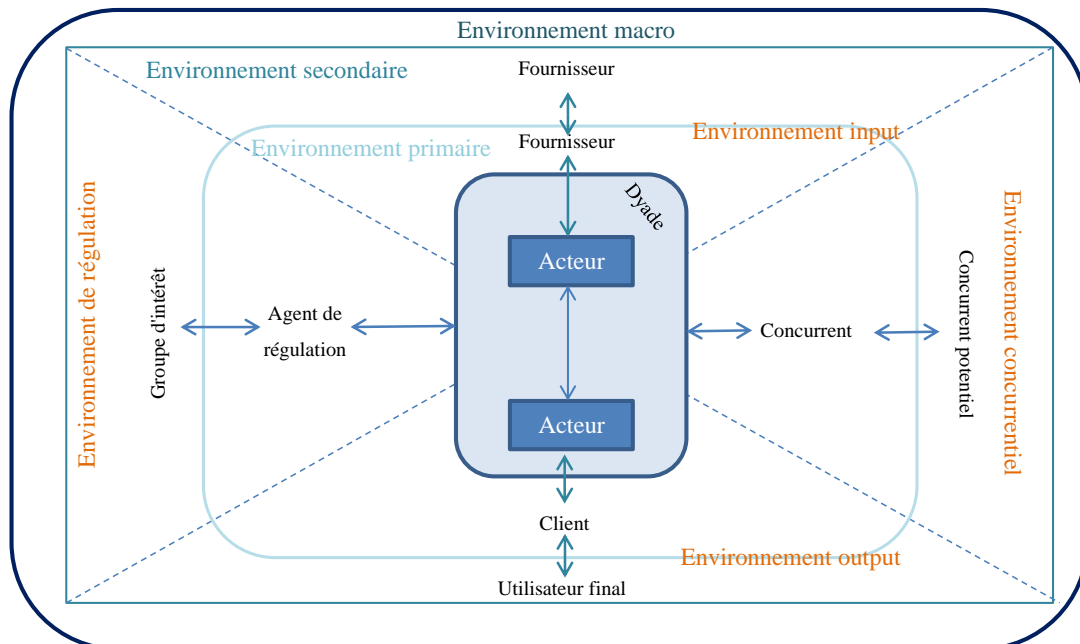 Environnement macro
Environnement secondaire
Fournisseur
Environnement input
Environnement primaire
Fournisseur
Dyade
Environnement de régulation
Groupe d'intérêt
Agent de
régulation
Acteur
Acteur
Concurrent
Concurrent potentiel
Environnement concurrentiel
Client
Environnement output
Utilisateur final